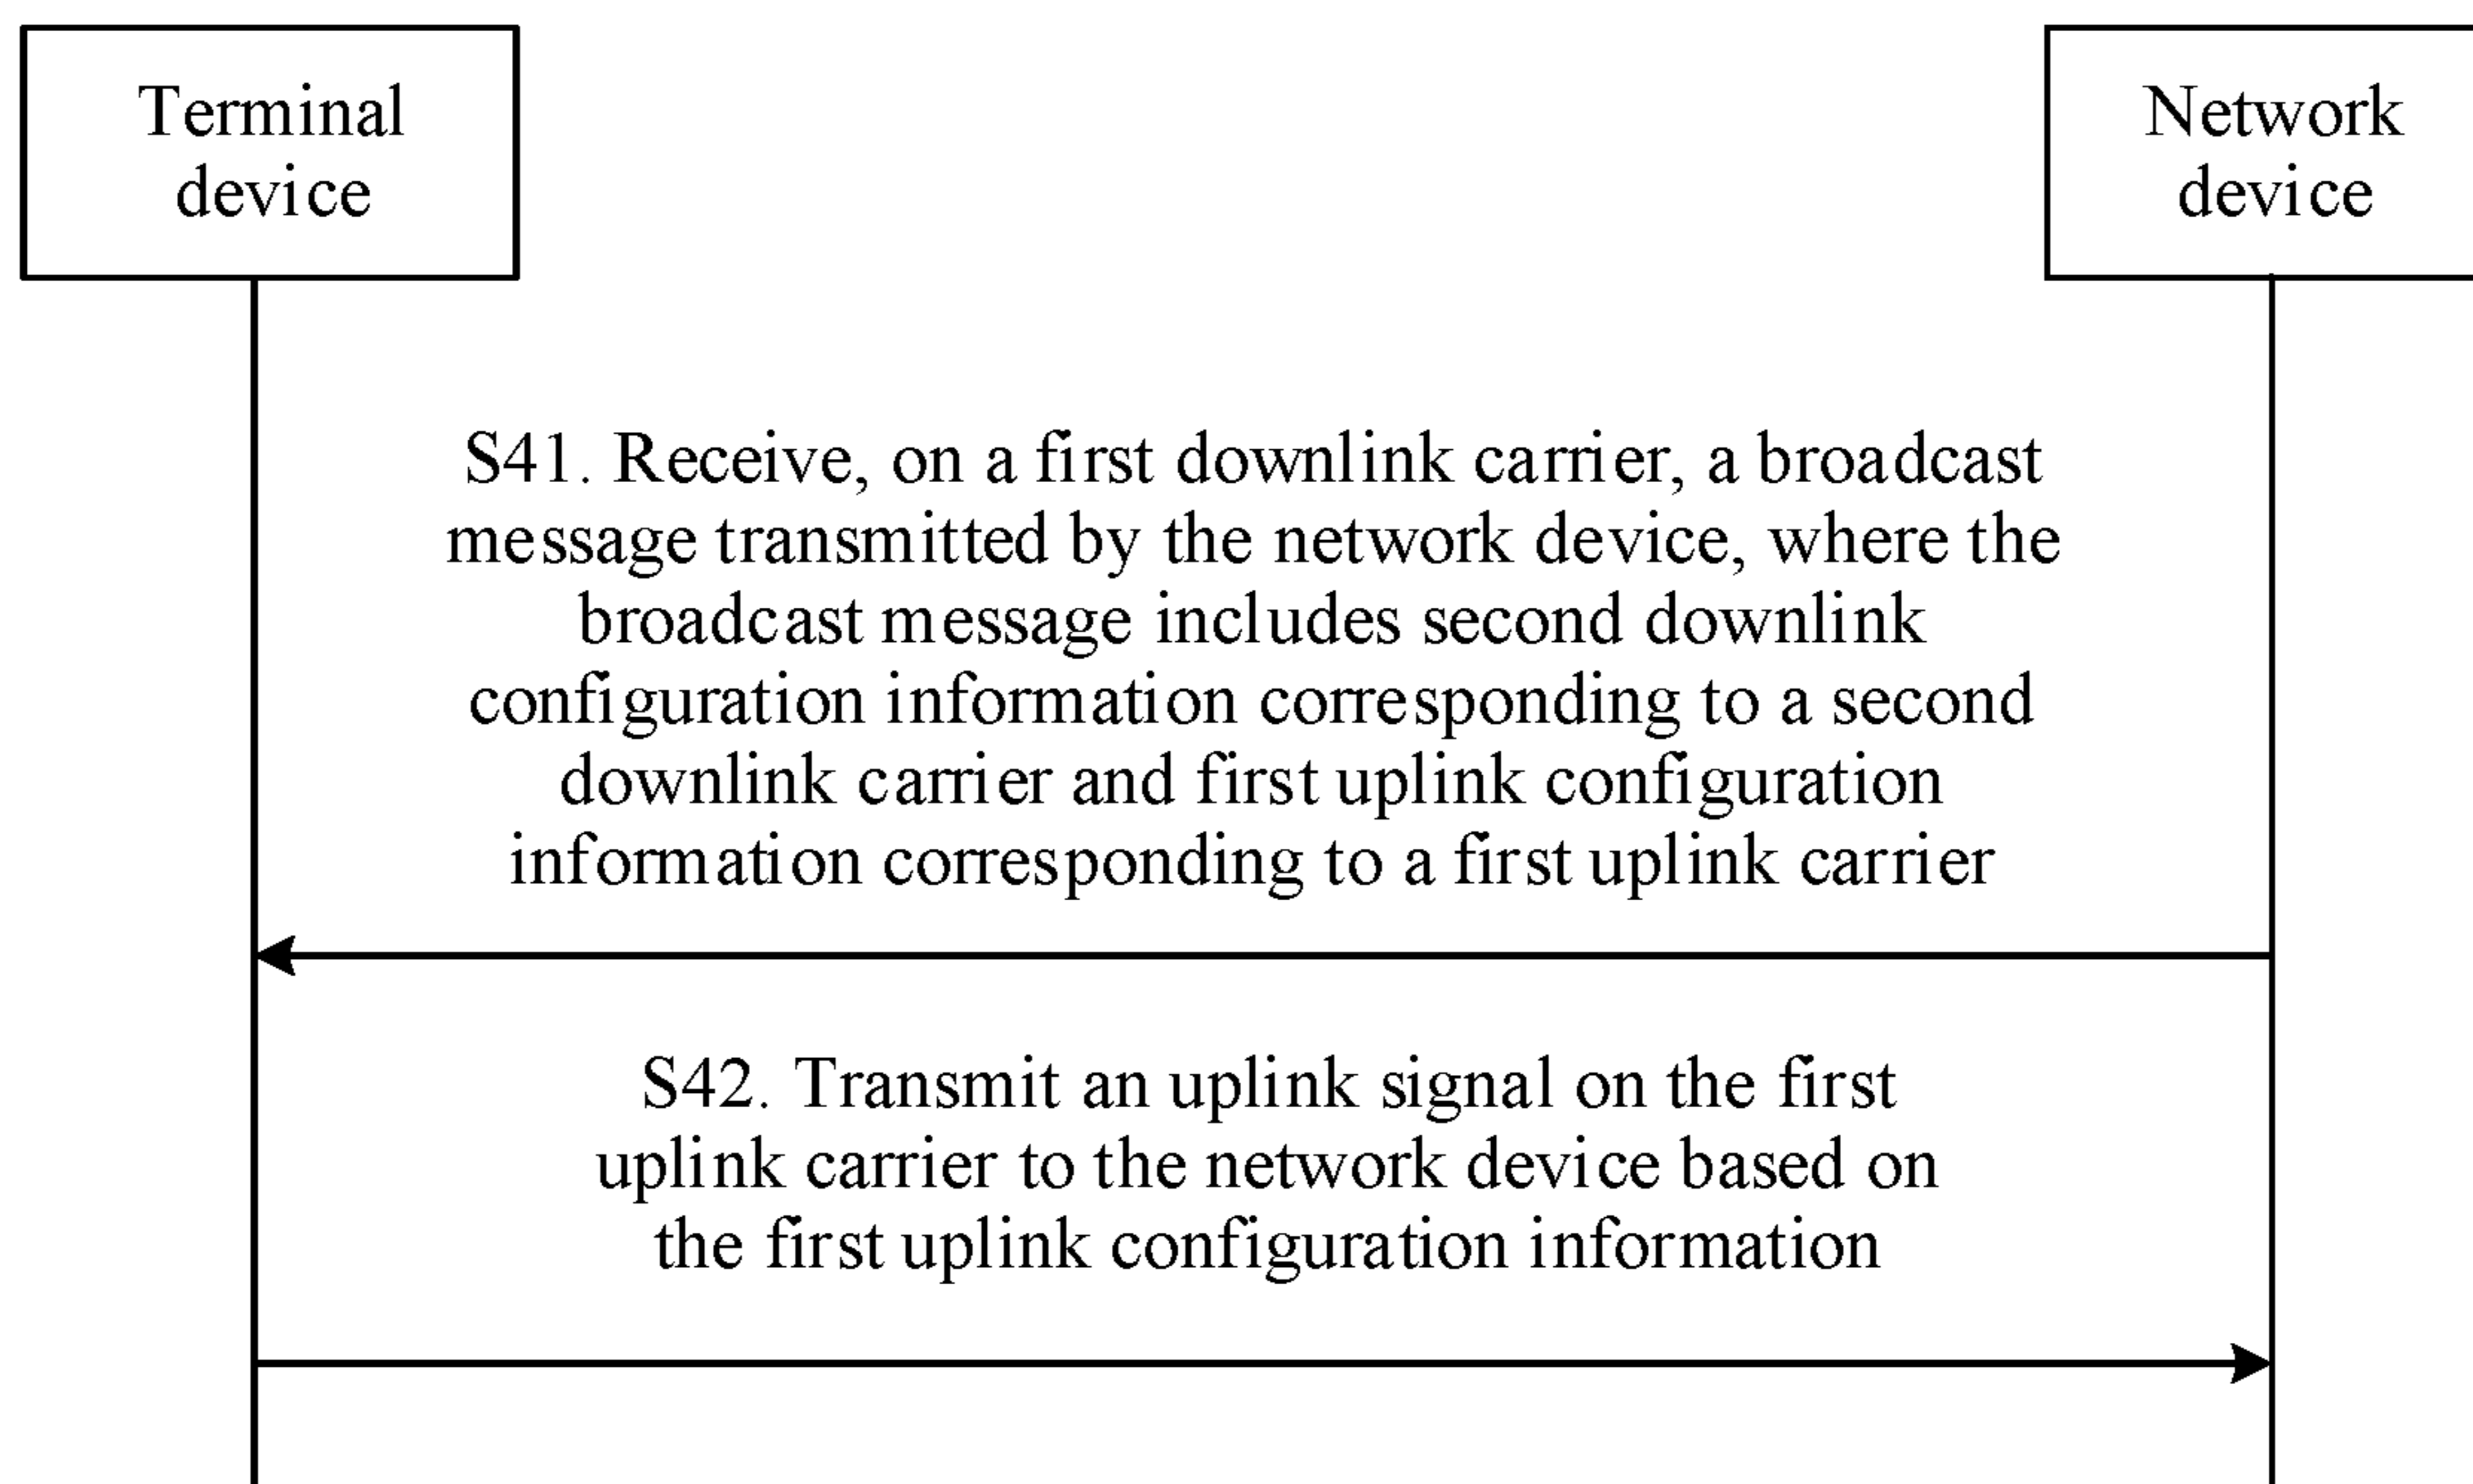 Terminal
device
Network
device
S41. Receive, on a first downlink carrier, a broadcast
message transmitted by the network device, where the
broadcast message includes second downlink
configuration information corresponding to a second
downlink carrier and first uplink configuration
information corresponding to a first uplink carrier
S42. Transmit an uplink signal on the first
uplink carrier to the network device based on
the first uplink configuration information